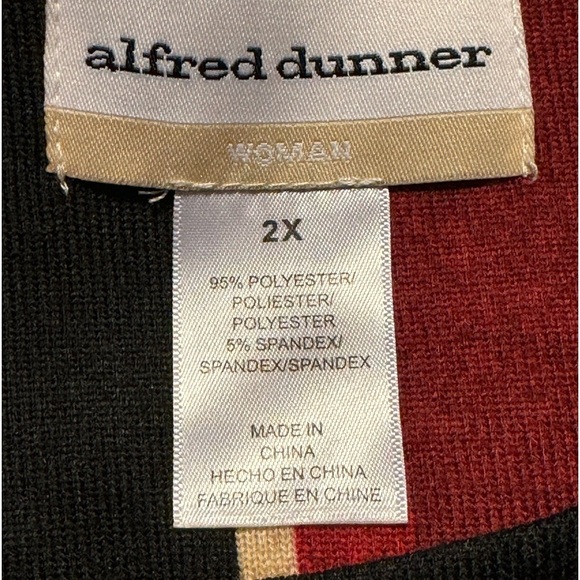 alfred dunner
WOMAN
2X
95% POLYESTER/
POLIESTER/
POLYESTER
5% SPANDEX/
SPANDEX/SPANDEX
MADE IN
CHINA
HECHO EN CHINA
FABRIQUE EN CHINE